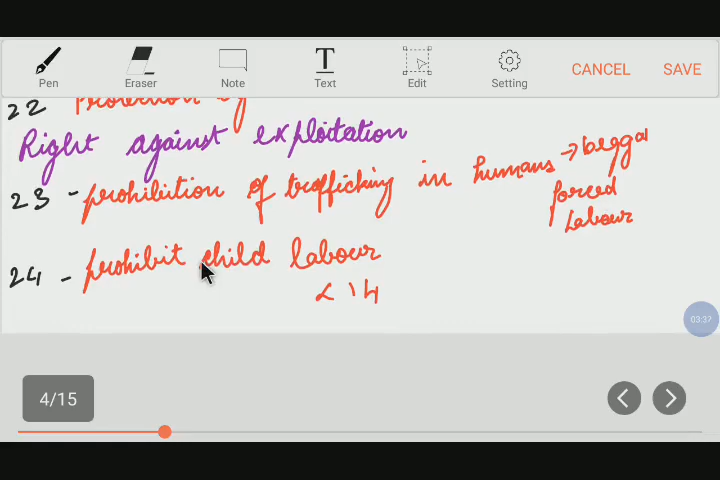 Pen Eraser Note Text Edit Setting CANCEL SAVE
22
Right against exploitation
23 - prohibition of trafficking in humans → beggar
forced
Labour
24 - prohibit child labour
< 14
03:37
4/15